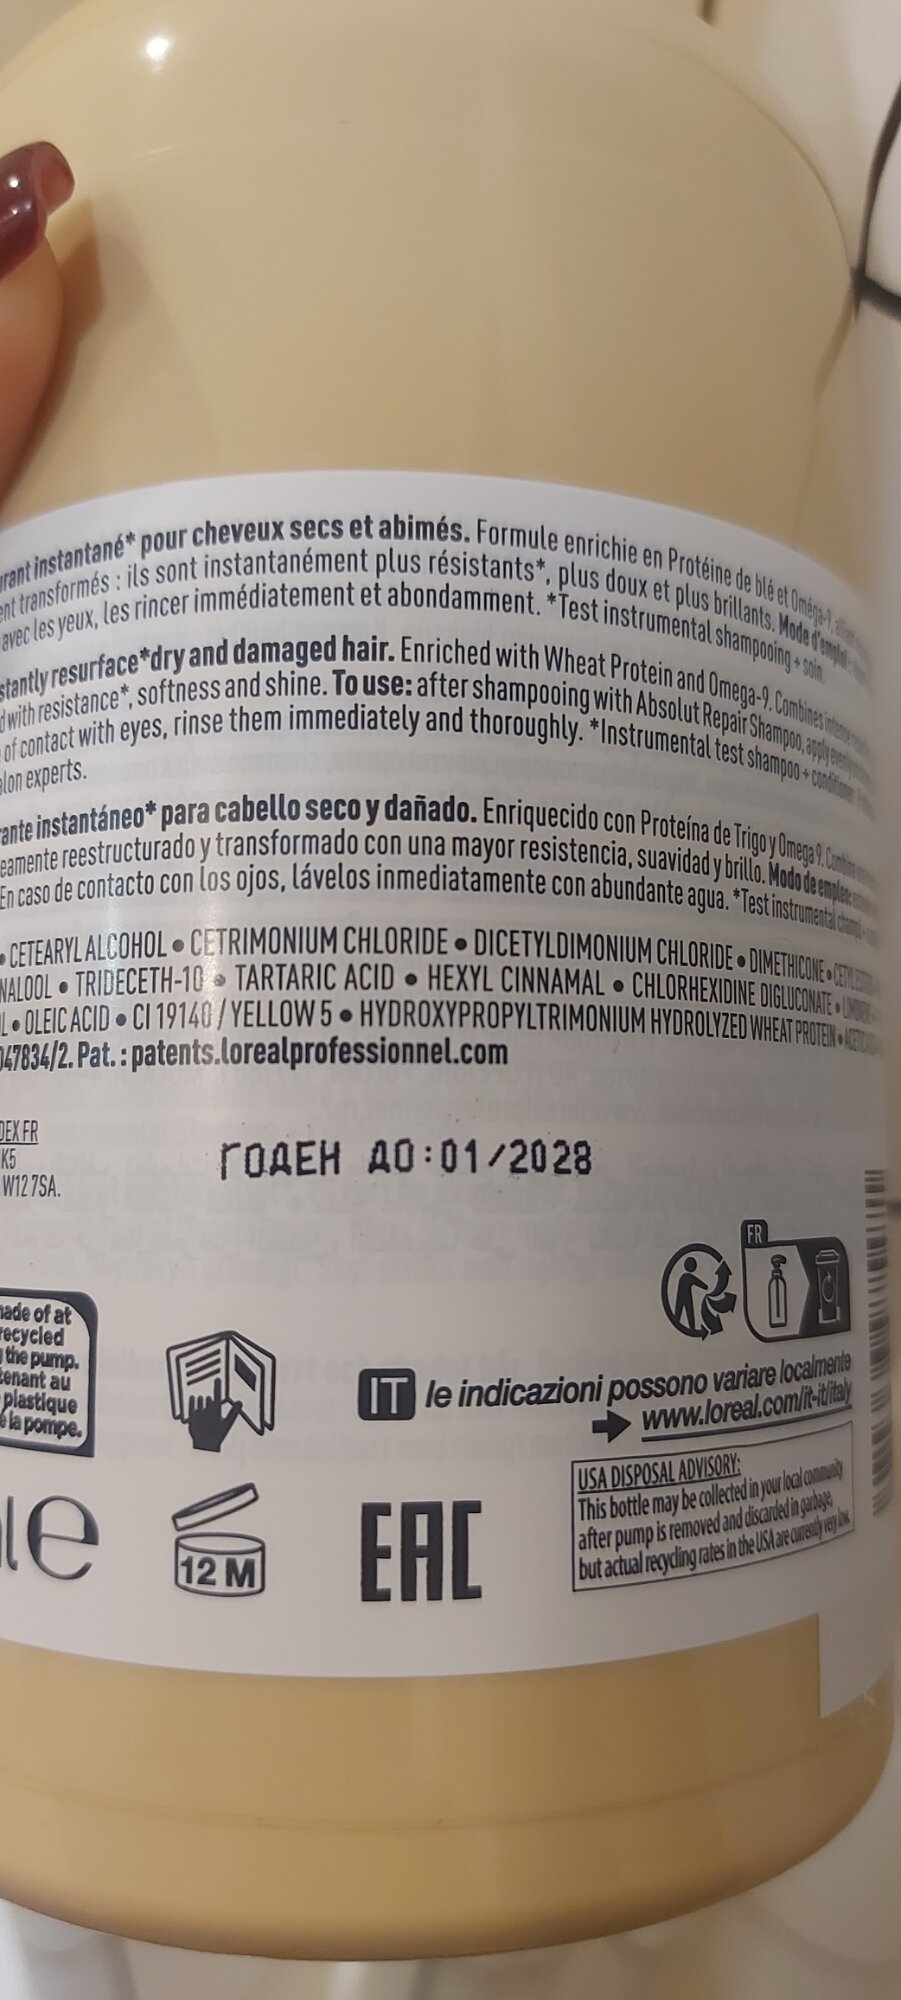 instantané* pour cheveux secs et abimés. Formule enrichie en Protéine de blé et Oméga-9,
transformés : ils sont instantanément plus résistants*, plus doux et plus brillants. Mode d'emploi
avec les yeux, les rincer immédiatement et abondamment. *Test instrumental shampooing + soin.
resurface*dry and damaged hair. Enriched with Wheat Protein and Omega-9. Combines
with resistance*, softness and shine. To use: after shampooing with Absolut Repair Shampoo, apply evenly
of contact with eyes, rinse them immediately and thoroughly. *Instrumental test shampoo + conditioner.
experts.
instantáneo* para cabello seco y dañado. Enriquecido con Proteína de Trigo y Omega 9.
reestructurado y transformado con una mayor resistencia, suavidad y brillo. Modo de empleo:
En caso de contacto con los ojos, lávelos inmediatamente con abundante agua. *Test instrumental
• CETEARYL ALCOHOL • CETRIMONIUM CHLORIDE • DICETYLDIMONIUM CHLORIDE • DIMETHICONE •
NALOOL • TRIDECETH-10 • TARTARIC ACID • HEXYL CINNAMAL • CHLORHEXIDINE DIGLUCONATE •
L • OLEIC ACID • CI 19140 / YELLOW 5 • HYDROXYPROPYLTRIMONIUM HYDROLYZED WHEAT PROTEIN •
047834/2. Pat. : patents.lorealprofessionnel.com
DEX FR
K5
W12 7SA.
ГОДЕН ДО:01/2028
FR
made of at
recycled
the pump.
tenant au
plastique
la pompe.
IT le indicazioni possono variare localmente
www.loreal.com/it-it/italy
USA DISPOSAL ADVISORY:
This bottle may be collected in your local community
after pump is removed and discarded in garbage,
but actual recycling rates in the USA are currently very low.
e
12 M
EAC